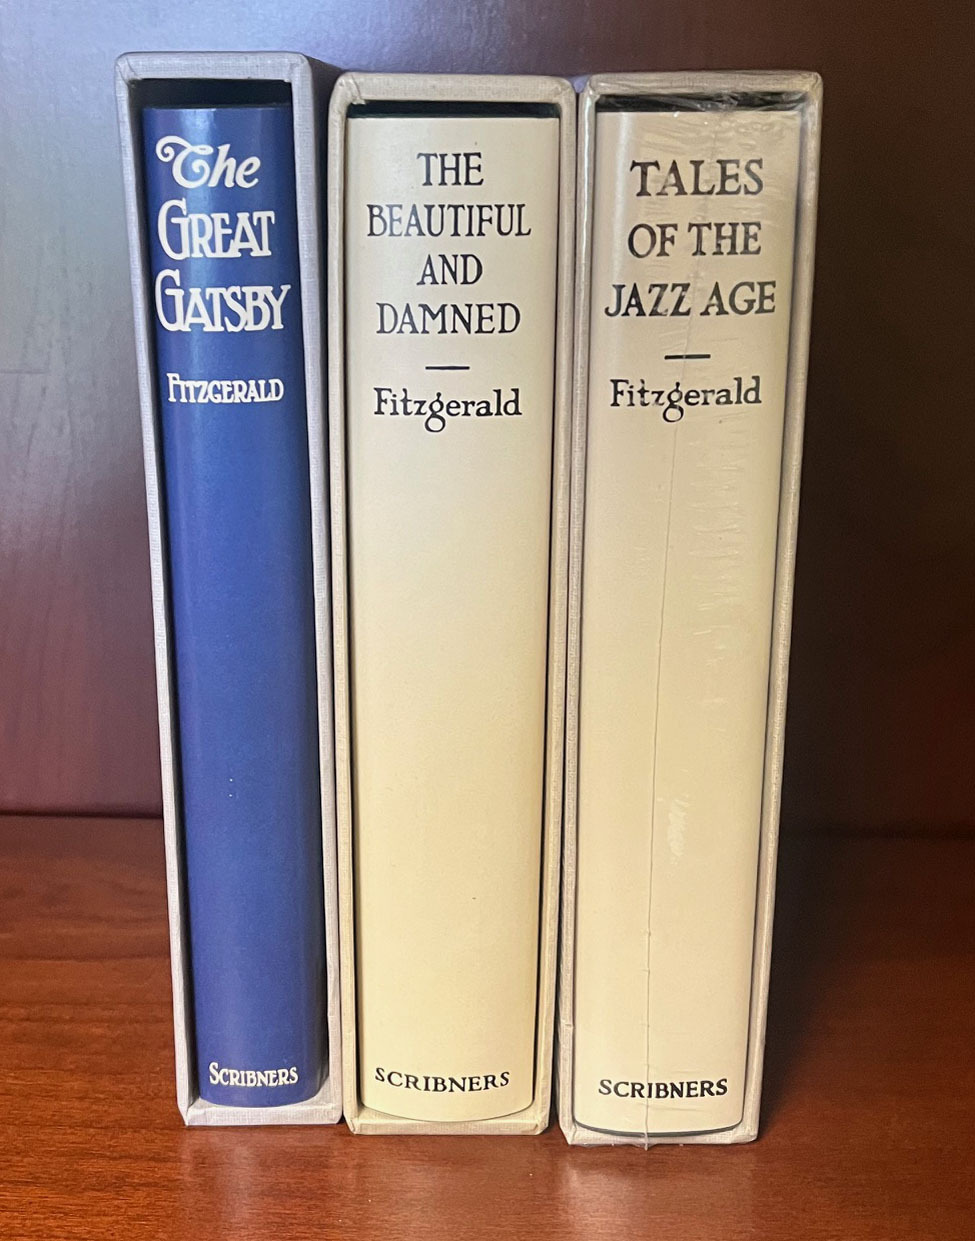 The
GREAT
GATSBY
FITZGERALD
SCRIBNERS
THE
BEAUTIFUL
AND
DAMNED
Fitzgerald
SCRIBNERS
TALES
OF THE
JAZZ AGE
Fitzgerald
SCRIBNERS